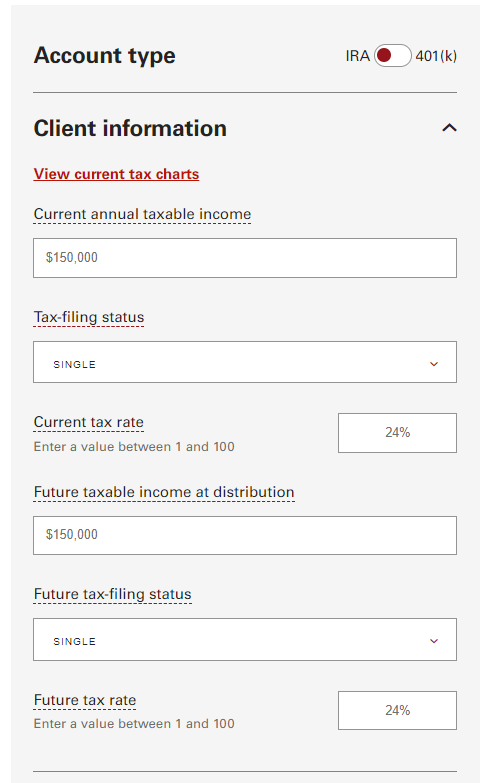 Account type
IRA 401(k)
Client information
View current tax charts
Current annual taxable income
$150,000
Tax-filing status
SINGLE
Current tax rate
Enter a value between 1 and 100
24%
Future taxable income at distribution
$150,000
Future tax-filing status
SINGLE
Future tax rate
Enter a value between 1 and 100
24%